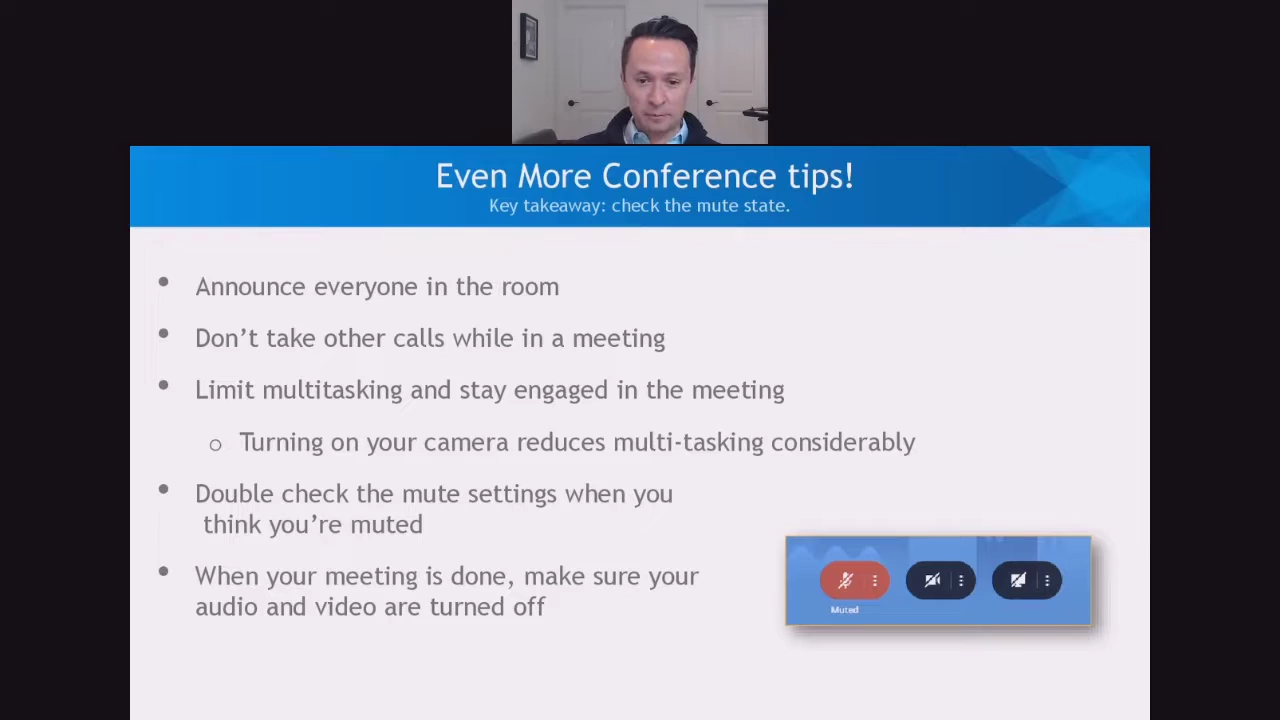 Even More Conference tips!
Key takeaway: check the mute state.
• Announce everyone in the room
• Don’t take other calls while in a meeting
• Limit multitasking and stay engaged in the meeting
o Turning on your camera reduces multi-tasking considerably
• Double check the mute settings when you
think you’re muted
• When your meeting is done, make sure your
audio and video are turned off
Muted